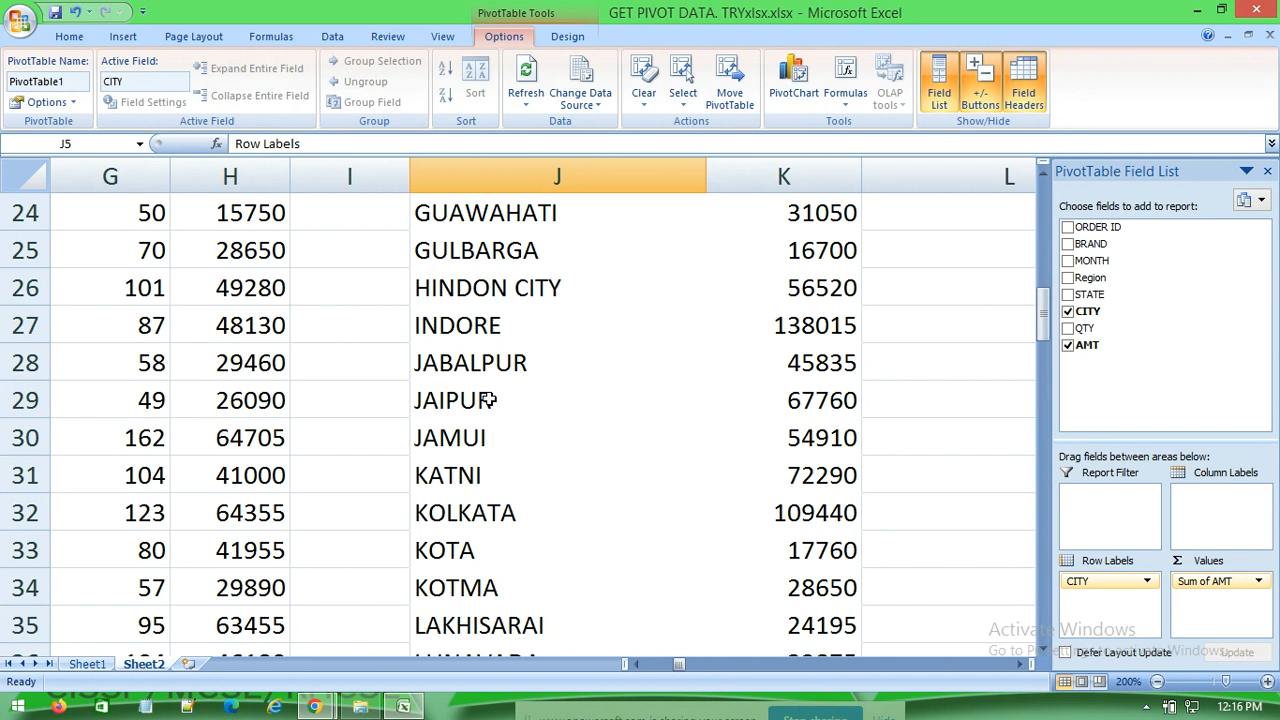 PivotTable Tools
GET PIVOT DATA. TRYxlsx.xlsx - Microsoft Excel
Home Insert Page Layout Formulas Data Review View Options Design
PivotTable Name: Active Field: Expand Entire Field Group Selection
PivotTable1 CITY Collapse Entire Field Ungroup
Options Field Settings Group Field Sort Refresh Change Data Source Clear Select Move PivotTable PivotChart Formulas OLAP tools Field List +/- Buttons Field Headers
PivotTable Active Field Group Sort Data Actions Tools Show/Hide
J5 fx Row Labels
G H I J K L
24 50 15750 GUAWAHATI 31050
25 70 28650 GULBARGA 16700
26 101 49280 HINDON CITY 56520
27 87 48130 INDORE 138015
28 58 29460 JABALPUR 45835
29 49 26090 JAIPUR 67760
30 162 64705 JAMUI 54910
31 104 41000 KATNI 72290
32 123 64355 KOLKATA 109440
33 80 41955 KOTA 17760
34 57 29890 KOTMA 28650
35 95 63455 LAKHISARAI 24195
PivotTable Field List
Choose fields to add to report:
ORDER ID
BRAND
MONTH
Region
STATE
CITY
QTY
AMT
Drag fields between areas below:
Report Filter Column Labels
Row Labels Σ Values
CITY Sum of AMT
Activate Windows
Defer Layout Update Update
Sheet1 Sheet2
Ready 200%
12:16 PM